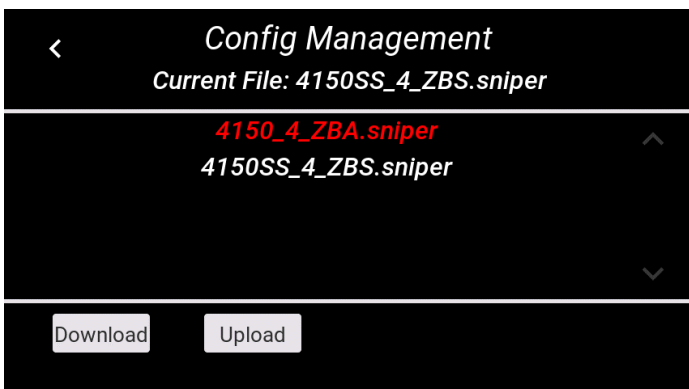 Config Management
Current File: 4150SS_4_ZBS.sniper
4150_4_ZBA.sniper
4150SS_4_ZBS.sniper
Download Upload